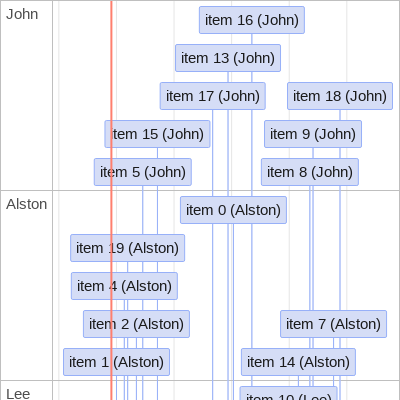 John
item 16 (John)
item 13 (John)
item 17 (John)
item 18 (John)
item 15 (John)
item 9 (John)
item 5 (John)
item 8 (John)
Alston
item 0 (Alston)
item 19 (Alston)
item 4 (Alston)
item 2 (Alston)
item 7 (Alston)
item 1 (Alston)
item 14 (Alston)
Lee
item 10 (Lee)